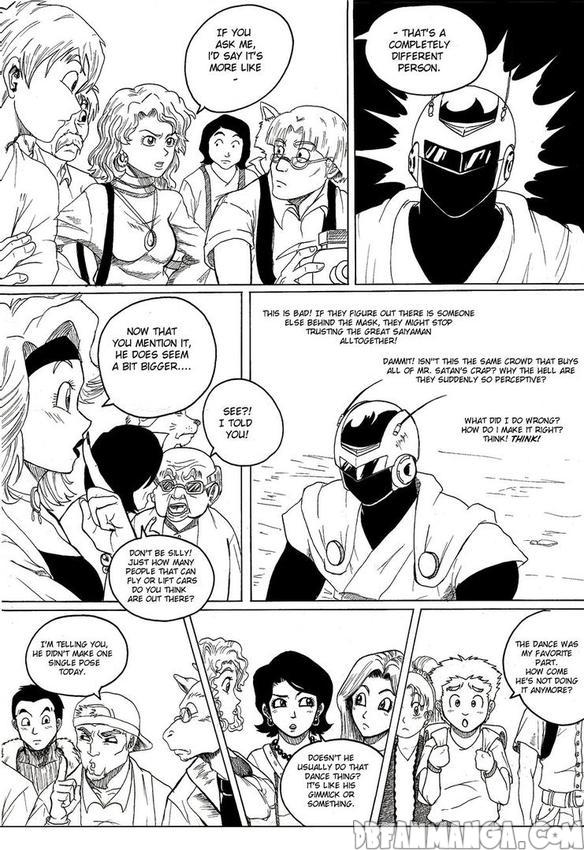 IF YOU
ASK ME,
I'D SAY IT'S
MORE LIKE
-
- THAT'S A
COMPLETELY
DIFFERENT
PERSON.
NOW THAT
YOU MENTION IT,
HE DOES SEEM
A BIT BIGGER....
SEE?!
I TOLD
YOU!
DON'T BE SILLY!
JUST HOW MANY
PEOPLE THAT CAN
FLY OR LIFT CARS
DO YOU THINK
ARE OUT THERE?
THIS IS BAD! IF THEY FIGURE OUT THERE IS SOMEONE
ELSE BEHIND THE MASK, THEY MIGHT STOP
TRUSTING THE GREAT SAIYAMAN
ALLTOGETHER!
DAMMIT! ISN"T THIS THE SAME CROWD THAT BUYS
ALL OF MR. SATAN'S CRAP? WHY THE HELL ARE
THEY SUDDENLY SO PERCEPTIVE?
WHAT DID I DO WRONG?
HOW DO I MAKE IT RIGHT?
THINK! THINK!
I'M TELLING YOU,
HE DIDN'T MAKE ONE
SINGLE POSE
TODAY.
DOESN'T HE
USUALLY DO THAT
DANCE THING?
IT'S LIKE HIS
GIMMICK OR
SOMETHING.
THE DANCE
WAS MY
FAVORITE
PART.
HOW COME
HE'S NOT DOING
IT ANYMORE?
DBFANMANGA.COM